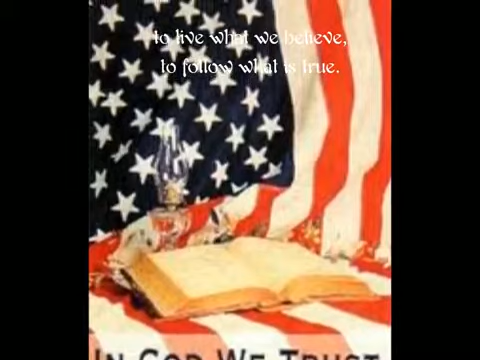 to live what we believe,
to follow what is true.
IN GOD WE TRUST